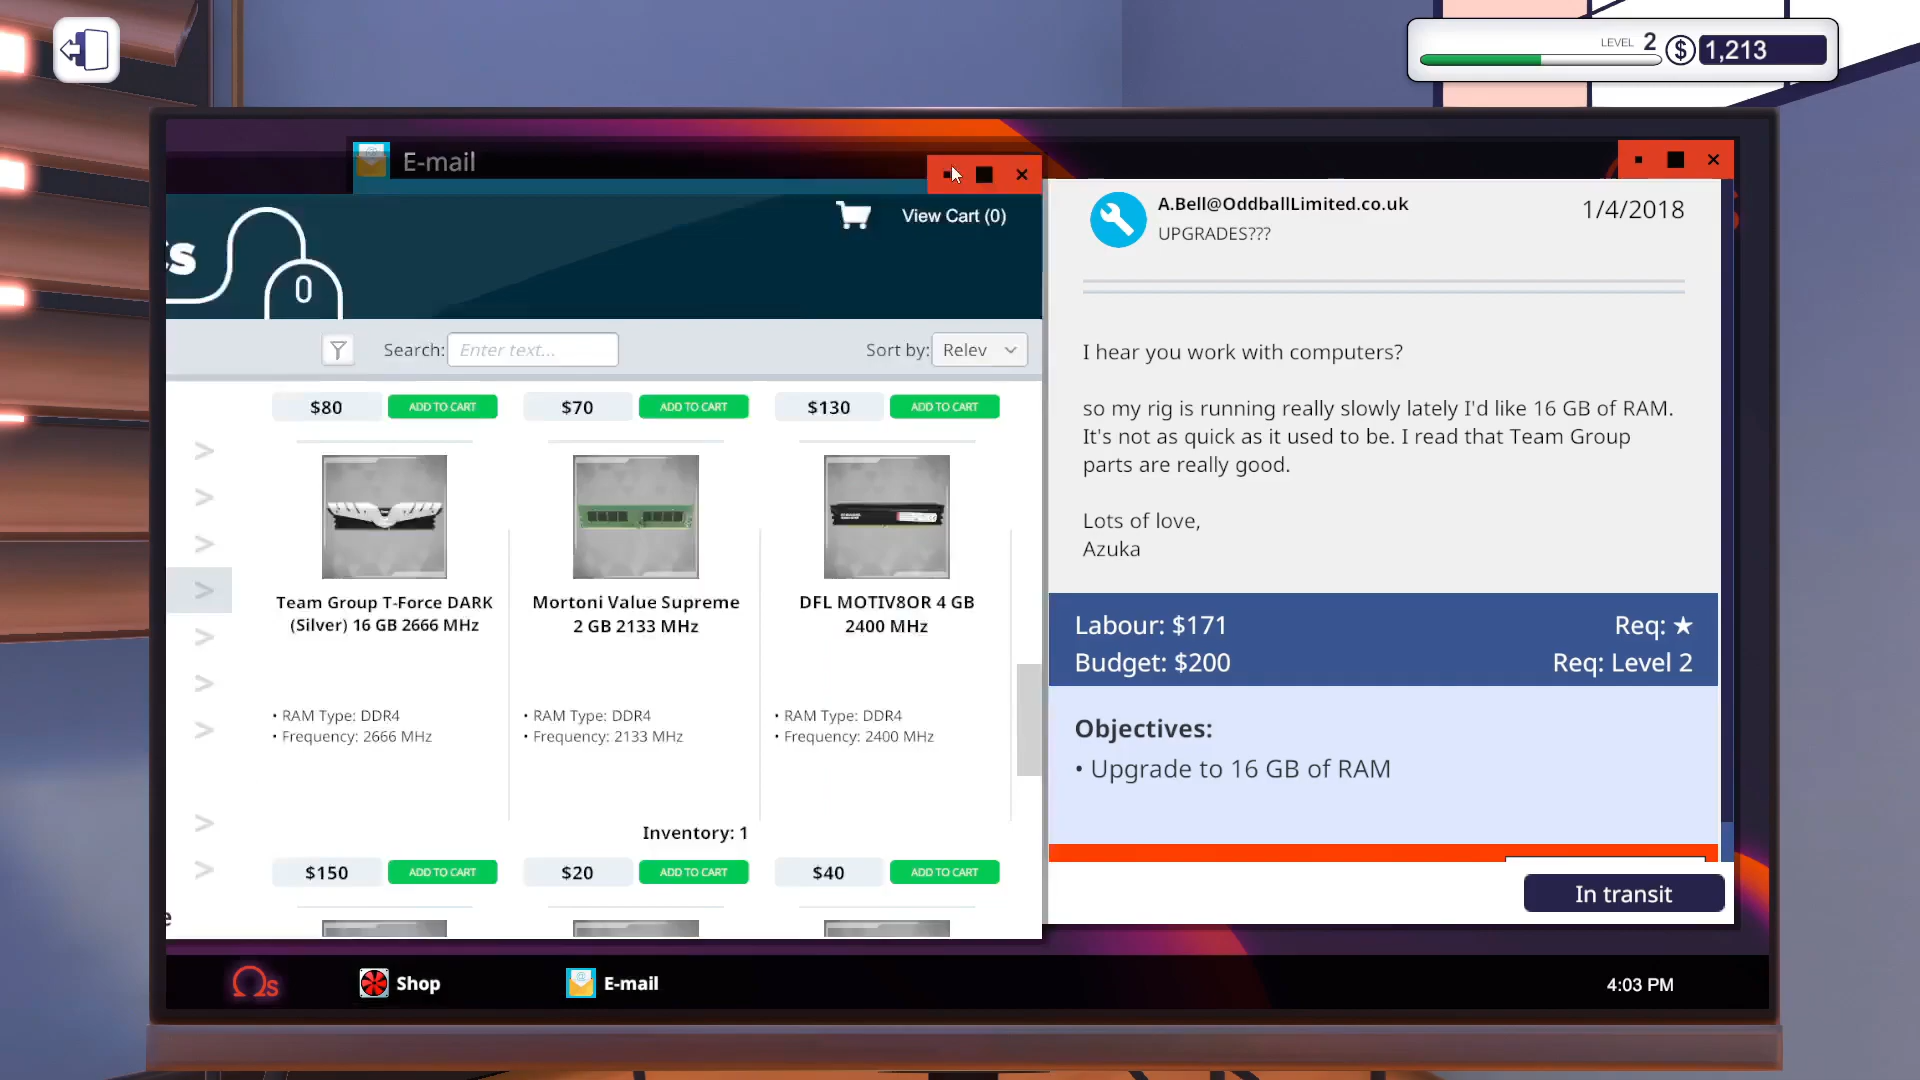 LEVEL 2
$ 1,213
E-mail
View Cart (0)
cs
Search: Enter text...
Sort by: Relev
$80 ADD TO CART
$70 ADD TO CART
$130 ADD TO CART
Team Group T-Force DARK
(Silver) 16 GB 2666 MHz
• RAM Type: DDR4
• Frequency: 2666 MHz
$150 ADD TO CART
Mortoni Value Supreme
2 GB 2133 MHz
• RAM Type: DDR4
• Frequency: 2133 MHz
Inventory: 1
$20 ADD TO CART
DFL MOTIV8OR 4 GB
2400 MHz
• RAM Type: DDR4
• Frequency: 2400 MHz
$40 ADD TO CART
e
A.Bell@OddballLimited.co.uk
UPGRADES???
1/4/2018
I hear you work with computers?
so my rig is running really slowly lately I'd like 16 GB of RAM.
It's not as quick as it used to be. I read that Team Group
parts are really good.
Lots of love,
Azuka
Labour: $171
Req: ★
Budget: $200
Req: Level 2
Objectives:
• Upgrade to 16 GB of RAM
In transit
Ωs
Shop
E-mail
4:03 PM